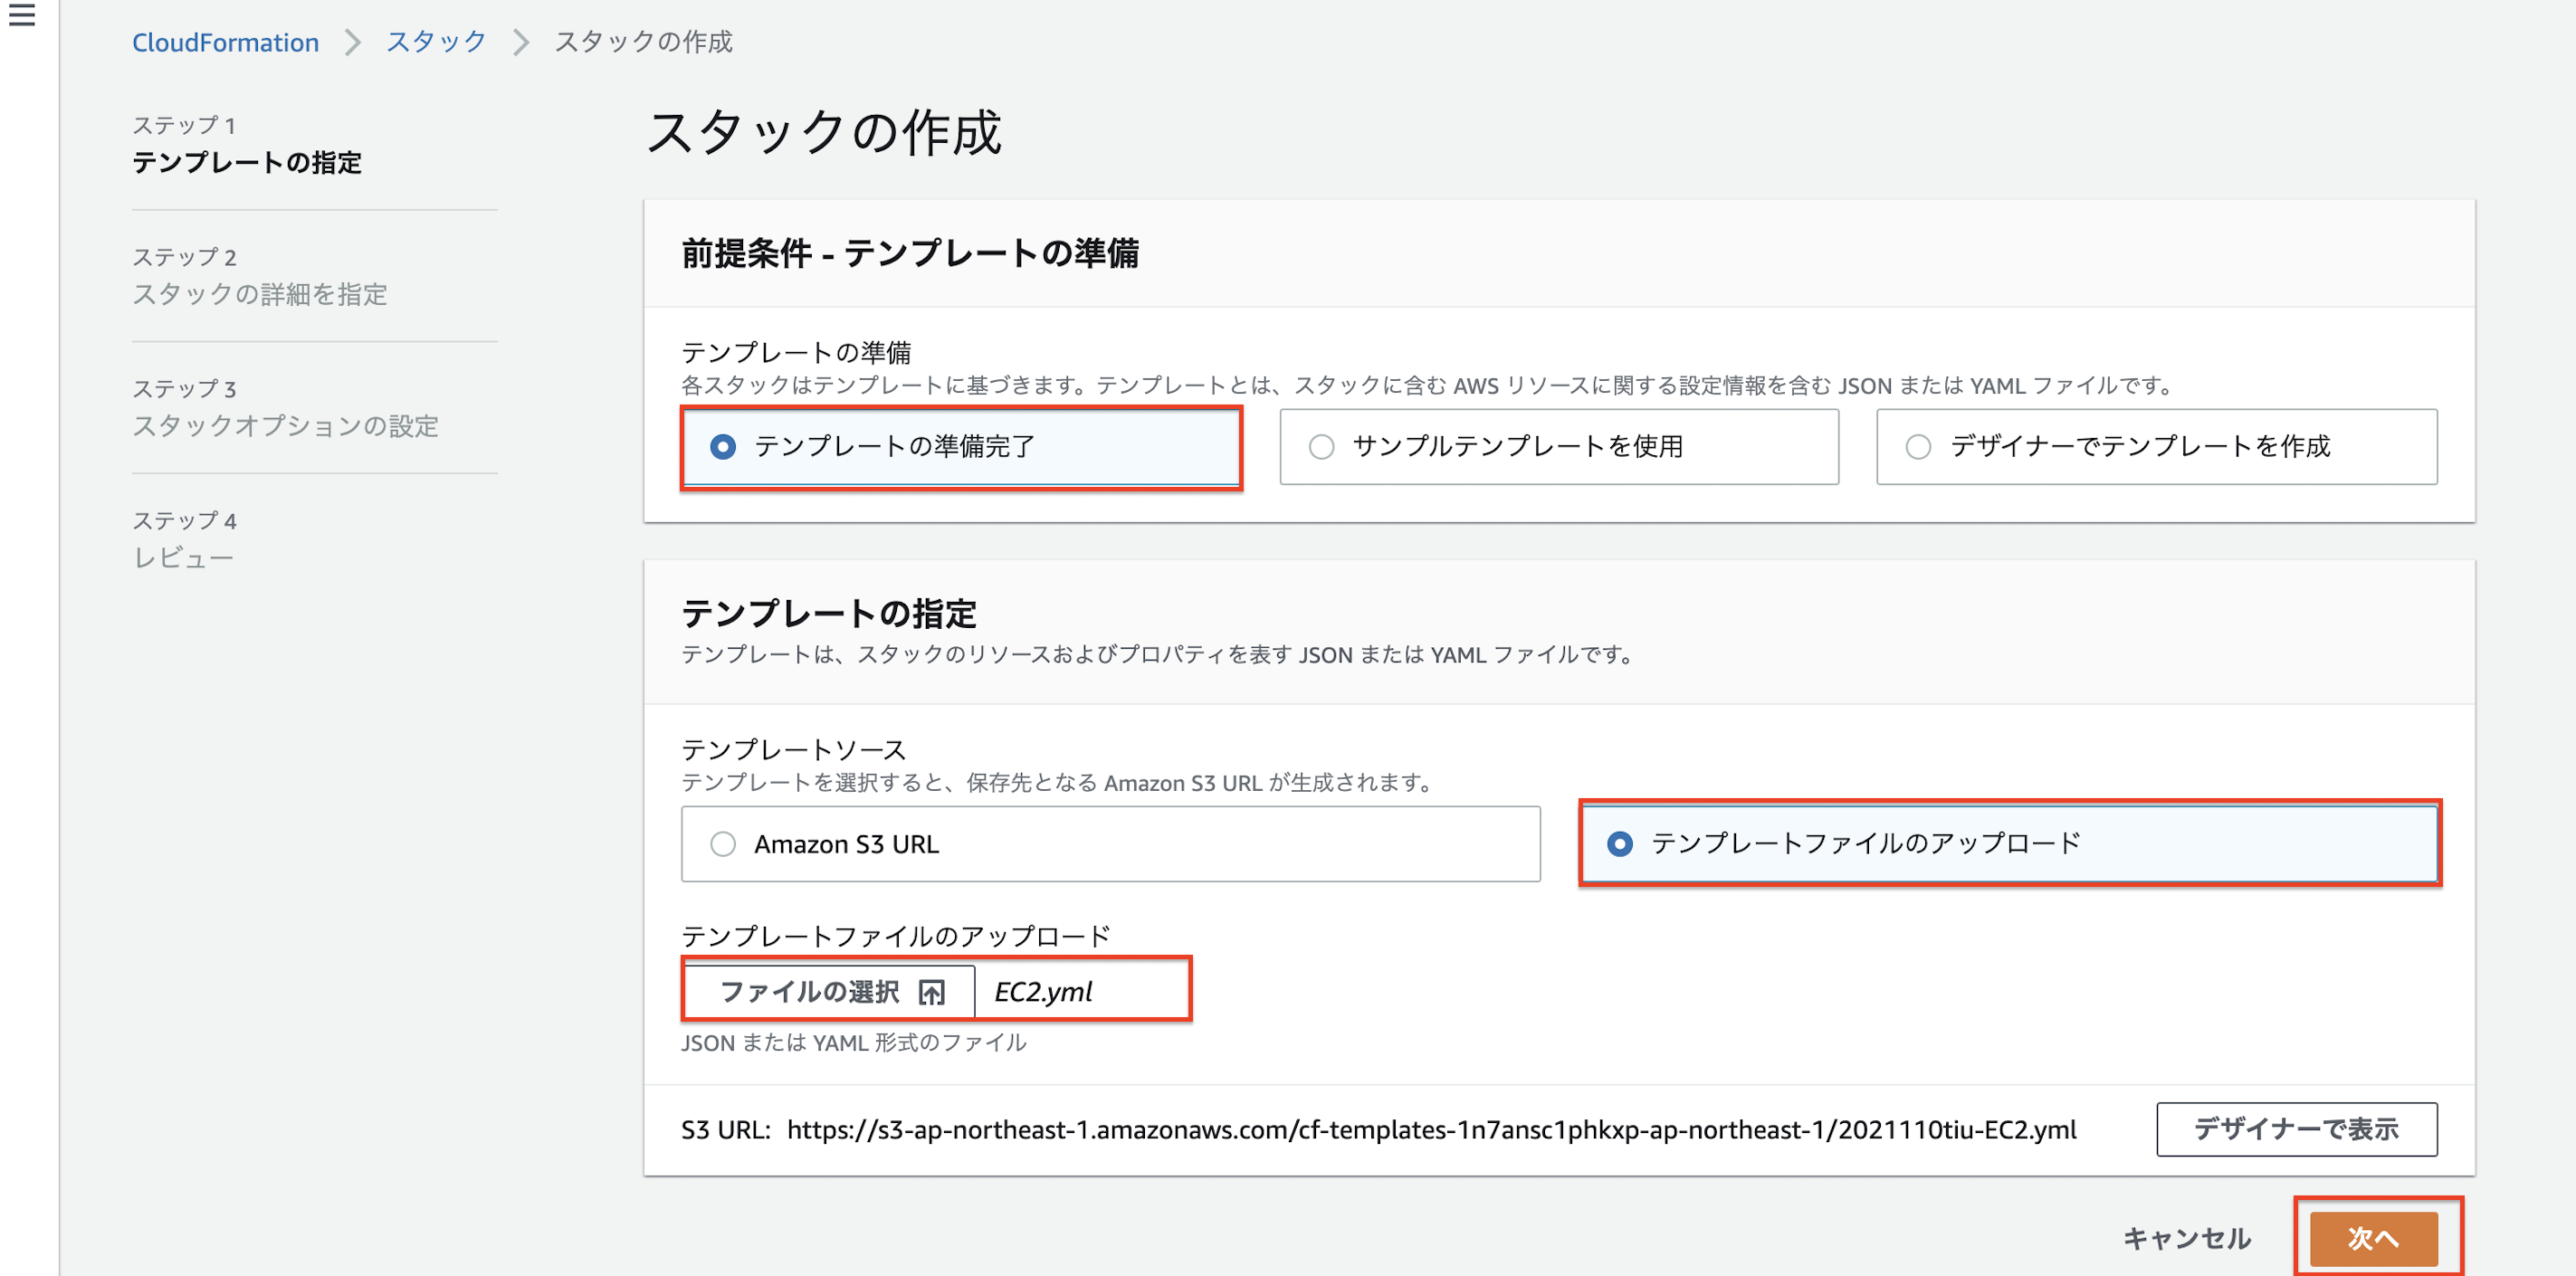 CloudFormation > スタック > スタックの作成
ステップ 1
テンプレートの指定
ステップ 2
スタックの詳細を指定
ステップ 3
スタックオプションの設定
ステップ 4
レビュー
スタックの作成
前提条件 - テンプレートの準備
テンプレートの準備
各スタックはテンプレートに基づきます。テンプレートとは、スタックに含む AWS リソースに関する設定情報を含む JSON または YAML ファイルです。
テンプレートの準備完了
サンプルテンプレートを使用
デザイナーでテンプレートを作成
テンプレートの指定
テンプレートは、スタックのリソースおよびプロパティを表す JSON または YAML ファイルです。
テンプレートソース
テンプレートを選択すると、保存先となる Amazon S3 URL が生成されます。
Amazon S3 URL
テンプレートファイルのアップロード
テンプレートファイルのアップロード
ファイルの選択 EC2.yml
JSON または YAML 形式のファイル
S3 URL: https://s3-ap-northeast-1.amazonaws.com/cf-templates-1n7ansc1phkxp-ap-northeast-1/2021110tiu-EC2.yml
デザイナーで表示
キャンセル
次へ